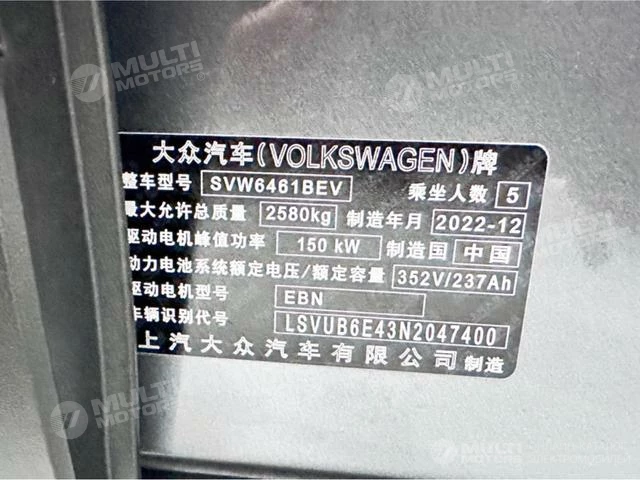 大众汽车(VOLKSWAGEN)牌
整车型号 SVW6461BEV 乘坐人数 5
最大允许总质量 2580kg 制造年月 2022-12
驱动电机峰值功率 150 kW 制造国 中国
动力电池系统额定电压/额定容量 352V/237Ah
驱动电机型号 EBN
车辆识别代号 LSVUB6E43N2047400
上汽大众汽车有限公司 制造
MULTI MOTORS
MULTI MOTORS
MULTI MOTORS
MULTI MOTORS